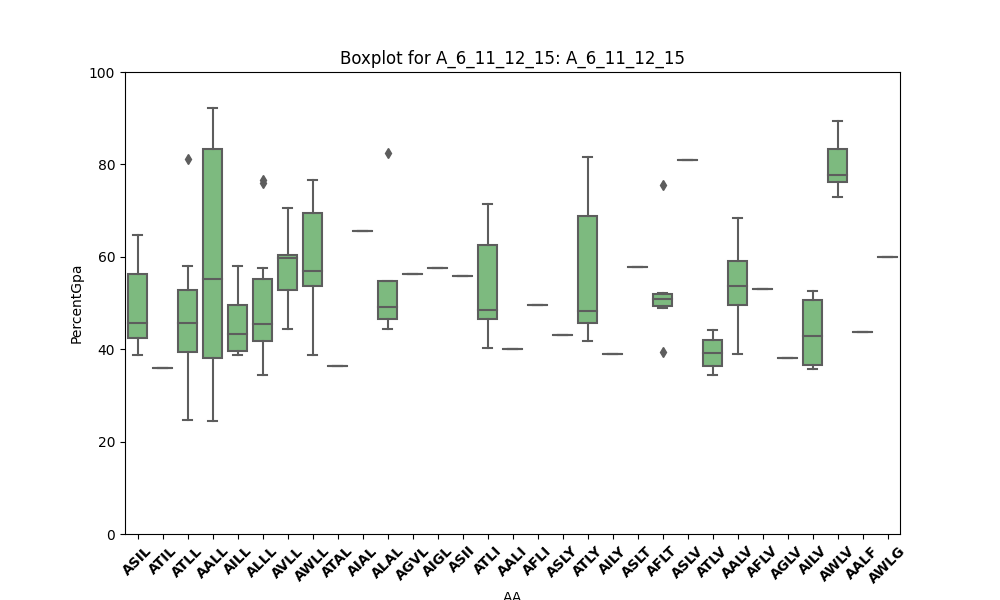 Boxplot for A_6_11_12_15: A_6_11_12_15
100
80
60
40
20
0
PercentGpa
ASIL ATIL ATLL AALL AILL ALLL AVLL AWLL ATAL AIAL ALAL AGVL AIGL ASII ATLI AALI AFLI ASLY ATLY AILY ASLT AFLT ASLV ATLV AALV AFLV AGLV AILV AWLV AALF AWLG
AA